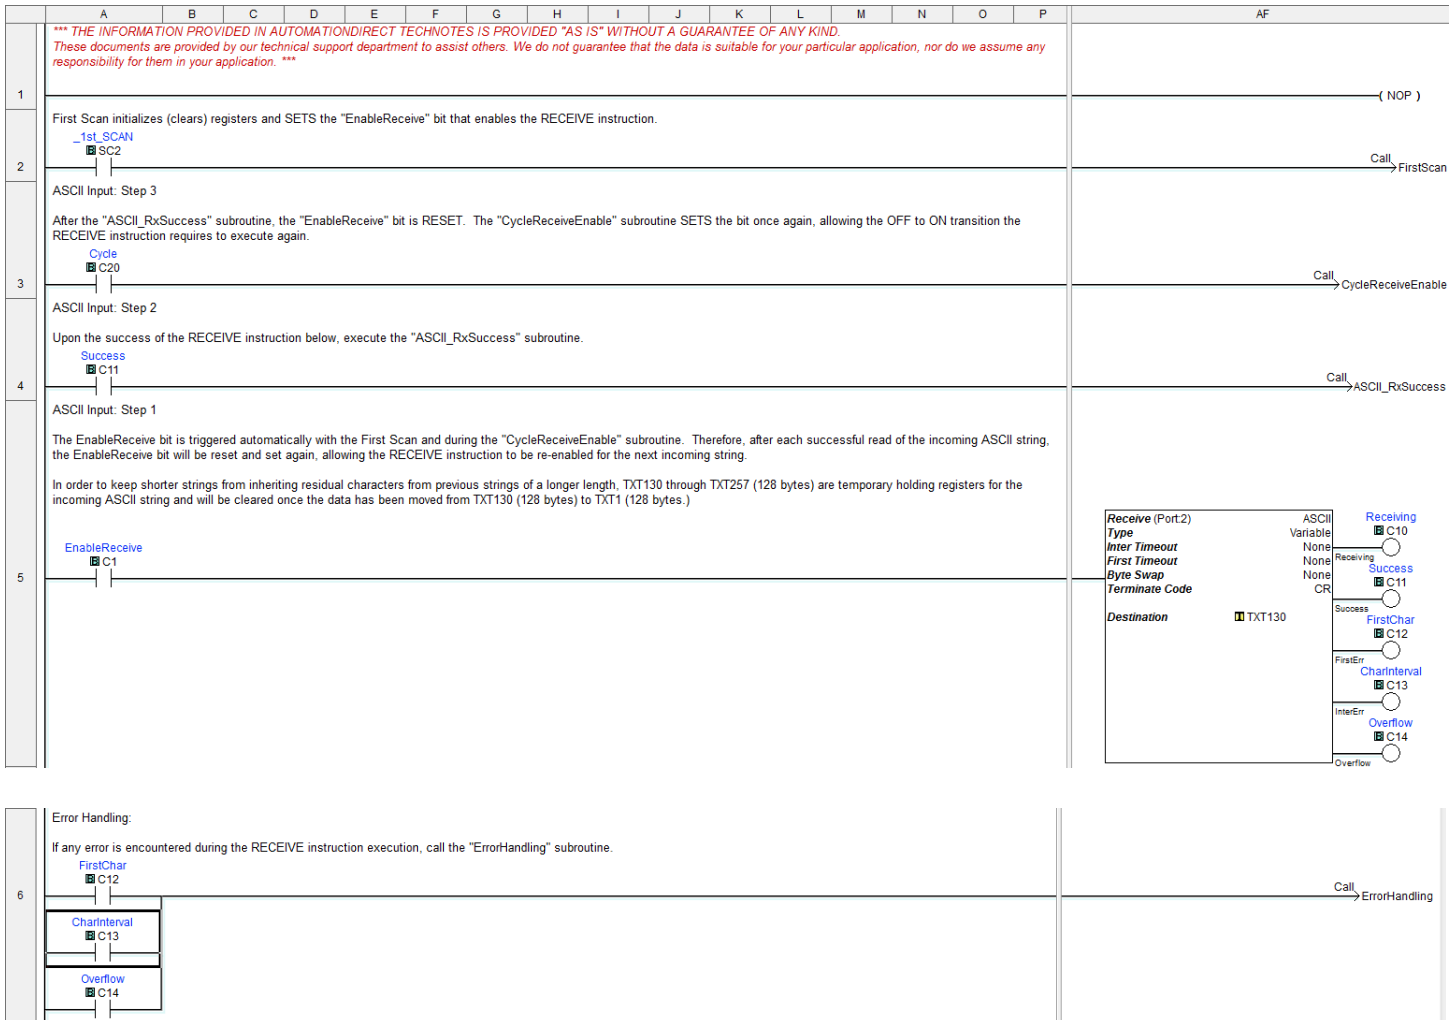 A B C D E F G H I J K L M N O P AF
*** THE INFORMATION PROVIDED IN AUTOMATIONDIRECT TECHNOTES IS PROVIDED "AS IS" WITHOUT A GUARANTEE OF ANY KIND.
These documents are provided by our technical support department to assist others. We do not guarantee that the data is suitable for your particular application, nor do we assume any
responsibility for them in your application. ***
1 ( NOP )
First Scan initializes (clears) registers and SETS the "EnableReceive" bit that enables the RECEIVE instruction.
_1st_SCAN
B SC2
2 Call FirstScan
ASCII Input: Step 3
After the "ASCII_RxSuccess" subroutine, the "EnableReceive" bit is RESET. The "CycleReceiveEnable" subroutine SETS the bit once again, allowing the OFF to ON transition the
RECEIVE instruction requires to execute again.
Cycle
B C20
3 Call CycleReceiveEnable
ASCII Input: Step 2
Upon the success of the RECEIVE instruction below, execute the "ASCII_RxSuccess" subroutine.
Success
B C11
4 Call ASCII_RxSuccess
ASCII Input: Step 1
The EnableReceive bit is triggered automatically with the First Scan and during the "CycleReceiveEnable" subroutine. Therefore, after each successful read of the incoming ASCII string,
the EnableReceive bit will be reset and set again, allowing the RECEIVE instruction to be re-enabled for the next incoming string.
In order to keep shorter strings from inheriting residual characters from previous strings of a longer length, TXT130 through TXT257 (128 bytes) are temporary holding registers for the
incoming ASCII string and will be cleared once the data has been moved from TXT130 (128 bytes) to TXT1 (128 bytes.)
EnableReceive
B C1
5
Receive (Port:2) ASCII
Type Variable
Inter Timeout None
First Timeout None
Byte Swap None
Terminate Code CR
Destination T TXT130
Receiving
B C10
Receiving
Success
B C11
Success
FirstChar
B C12
FirstErr
CharInterval
B C13
InterErr
Overflow
B C14
Overflow
Error Handling:
If any error is encountered during the RECEIVE instruction execution, call the "ErrorHandling" subroutine.
FirstChar
B C12
6 Call ErrorHandling
CharInterval
B C13
Overflow
B C14